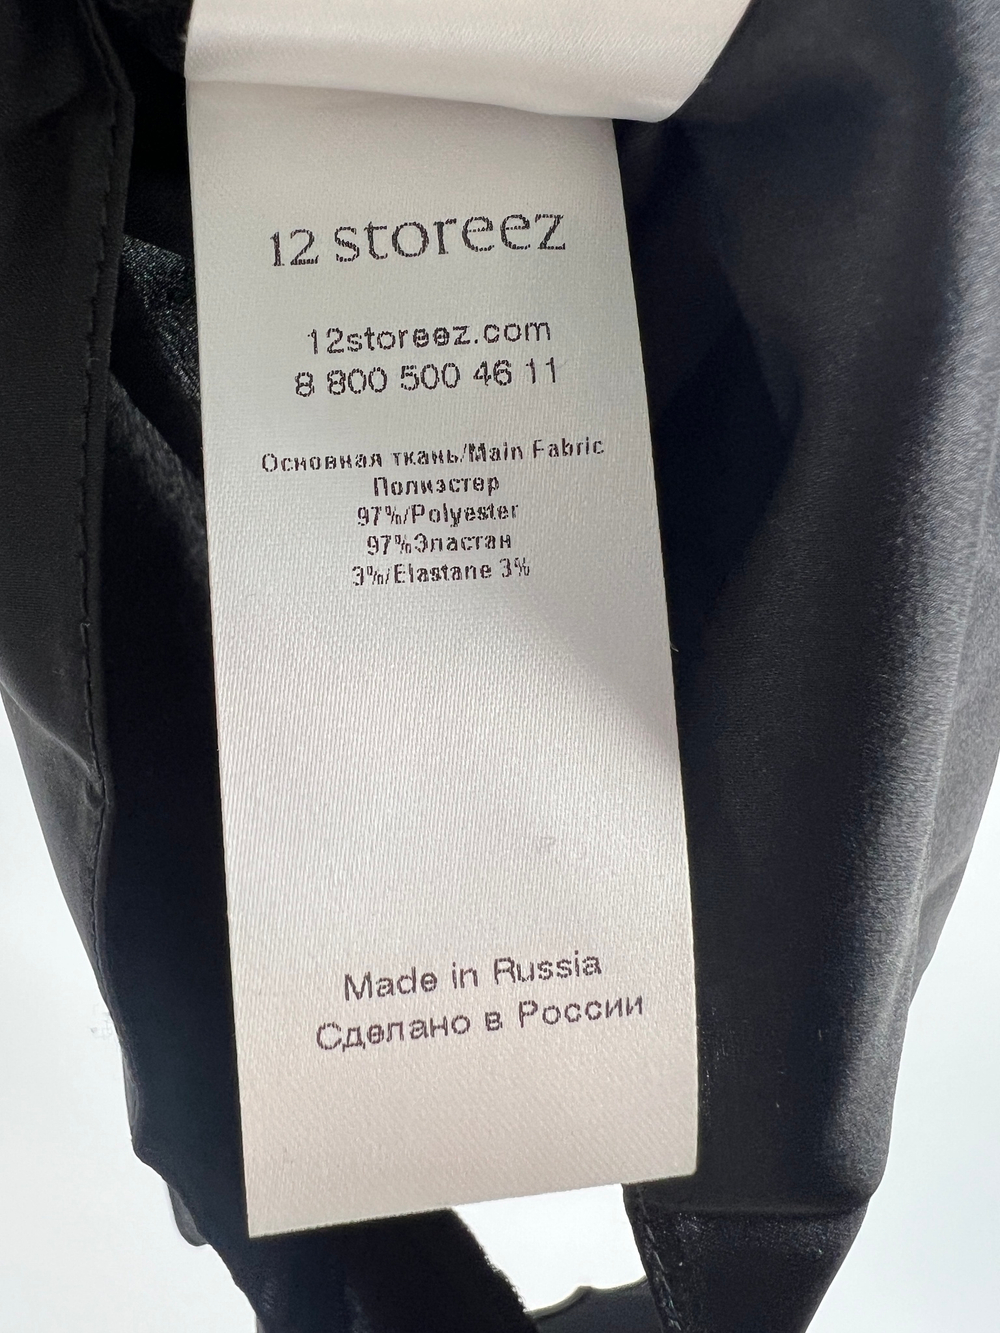 12 storeez
12storeez.com
8 800 500 46 11
Основная ткань/Main Fabric
Полиэстер
97%/Polyester
97%Эластан
3%/Elastane 3%
Made in Russia
Сделано в России